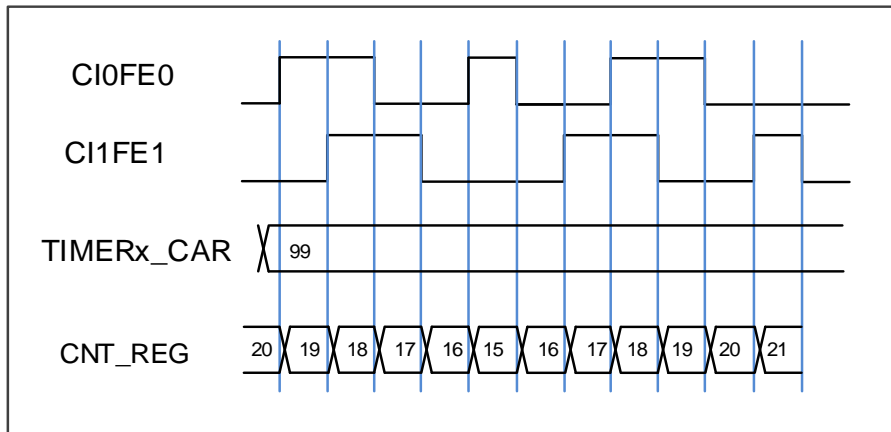 CI0FE0
CI1FE1
TIMERx_CAR 99
CNT_REG 20 19 18 17 16 15 16 17 18 19 20 21